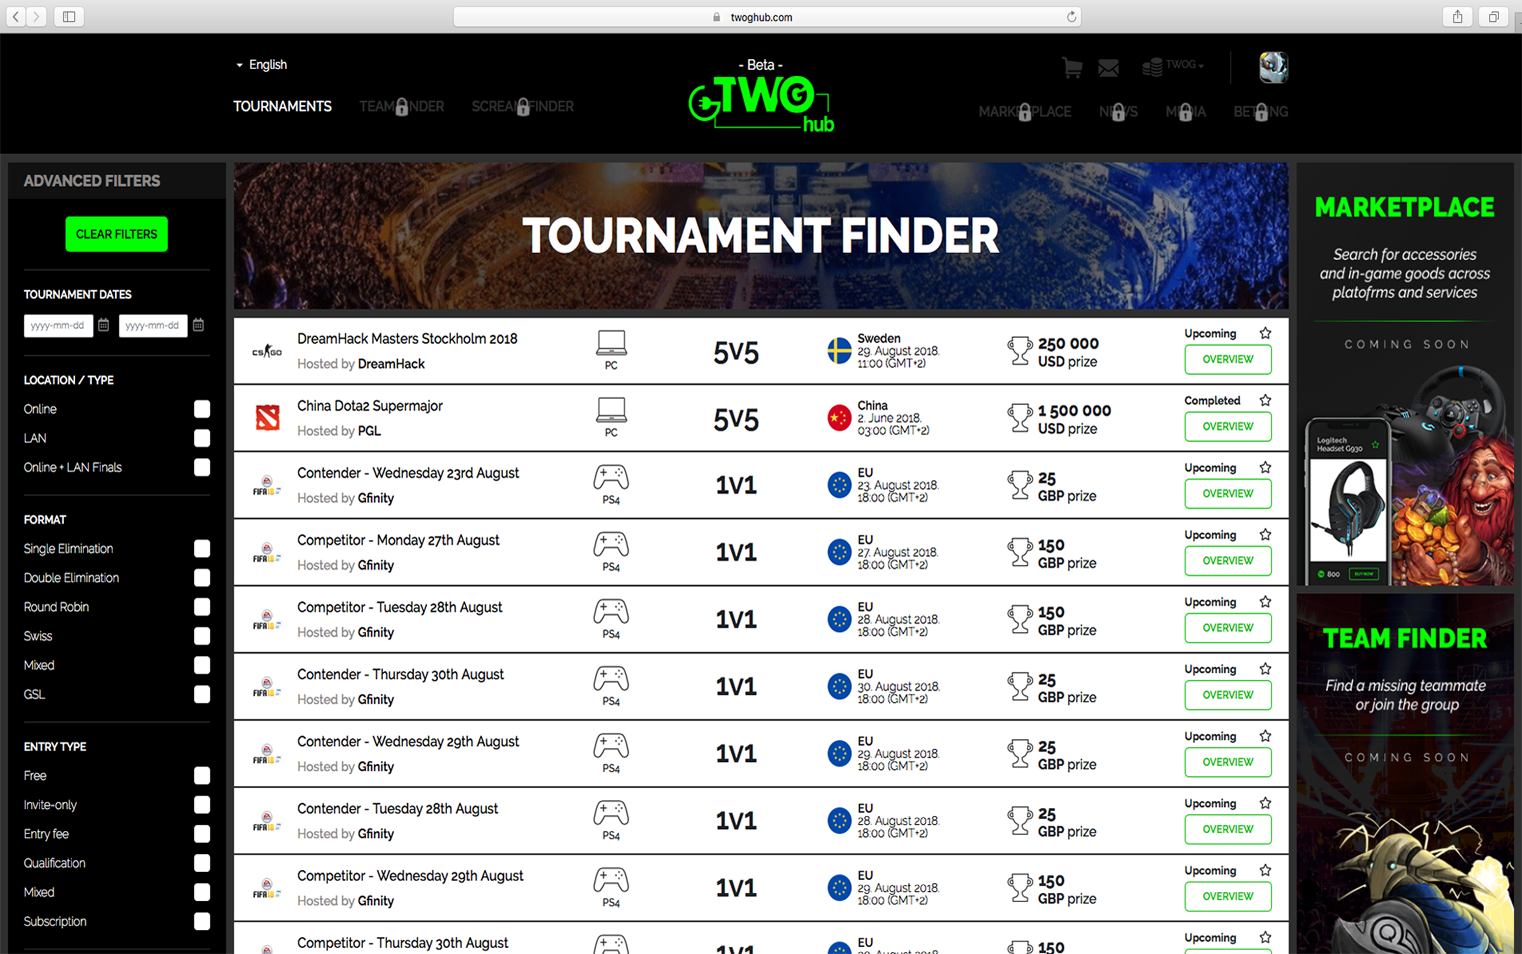 twoghub.com
English
- Beta -
TWOG
hub
TWOG
TOURNAMENTS
MARKETPLACE
NEWS
ADVANCED FILTERS
CLEAR FILTERS
TOURNAMENT DATES
yyyy-mm-dd
yyyy-mm-dd
LOCATION / TYPE
Online
LAN
Online + LAN Finals
FORMAT
Single Elimination
Double Elimination
Round Robin
Swiss
Mixed
GSL
ENTRY TYPE
Free
Invite-only
Entry fee
Qualification
Mixed
Subscription
TOURNAMENT FINDER
CS GO
DreamHack Masters Stockholm 2018
Hosted by DreamHack
PC
5V5
Sweden
29. August 2018.
11:00 (GMT+2)
250 000
USD prize
Upcoming
OVERVIEW
China Dota2 Supermajor
Hosted by PGL
PC
5V5
China
2. June 2018.
03:00 (GMT+2)
1 500 000
USD prize
Completed
OVERVIEW
FIFA 18
Contender - Wednesday 23rd August
Hosted by Gfinity
PS4
1V1
EU
23. August 2018.
18:00 (GMT+2)
25
GBP prize
Upcoming
OVERVIEW
FIFA 18
Competitor - Monday 27th August
Hosted by Gfinity
PS4
1V1
EU
27. August 2018.
18:00 (GMT+2)
150
GBP prize
Upcoming
OVERVIEW
FIFA 18
Competitor - Tuesday 28th August
Hosted by Gfinity
PS4
1V1
EU
28. August 2018.
18:00 (GMT+2)
150
GBP prize
Upcoming
OVERVIEW
FIFA 18
Contender - Thursday 30th August
Hosted by Gfinity
PS4
1V1
EU
30. August 2018.
18:00 (GMT+2)
25
GBP prize
Upcoming
OVERVIEW
FIFA 18
Contender - Wednesday 29th August
Hosted by Gfinity
PS4
1V1
EU
29. August 2018.
18:00 (GMT+2)
25
GBP prize
Upcoming
OVERVIEW
FIFA 18
Contender - Tuesday 28th August
Hosted by Gfinity
PS4
1V1
EU
28. August 2018.
18:00 (GMT+2)
25
GBP prize
Upcoming
OVERVIEW
FIFA 18
Competitor - Wednesday 29th August
Hosted by Gfinity
PS4
1V1
EU
29. August 2018.
18:00 (GMT+2)
150
GBP prize
Upcoming
OVERVIEW
Competitor - Thursday 30th August
1V1
EU
150
Upcoming
MARKETPLACE
Search for accessories
and in-game goods across
platofrms and services
COMING SOON
Logitech
Headset G930
800
BUY NOW
TEAM FINDER
Find a missing teammate
or join the group
COMING SOON